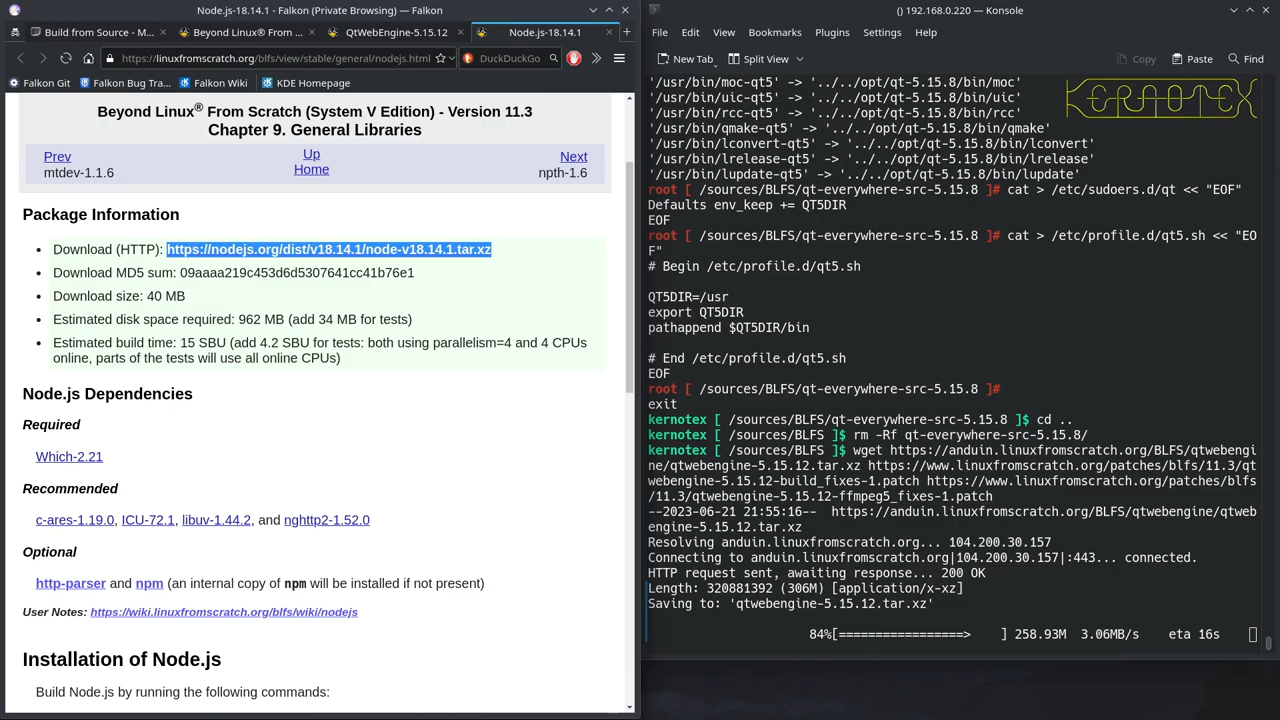 Node.js-18.14.1 - Falkon (Private Browsing) — Falkon
Build from Source - M...
Beyond Linux® From ...
QtWebEngine-5.15.12
Node.js-18.14.1
https://linuxfromscratch.org/blfs/view/stable/general/nodejs.html
DuckDuckGo
Falkon Git
Falkon Bug Tra...
Falkon Wiki
KDE Homepage
Beyond Linux® From Scratch (System V Edition) - Version 11.3
Chapter 9. General Libraries
Prev
Up
Next
mtdev-1.1.6
Home
npth-1.6
Package Information
Download (HTTP): https://nodejs.org/dist/v18.14.1/node-v18.14.1.tar.xz
Download MD5 sum: 09aaaa219c453d6d5307641cc41b76e1
Download size: 40 MB
Estimated disk space required: 962 MB (add 34 MB for tests)
Estimated build time: 15 SBU (add 4.2 SBU for tests: both using parallelism=4 and 4 CPUs
online, parts of the tests will use all online CPUs)
Node.js Dependencies
Required
Which-2.21
Recommended
c-ares-1.19.0, ICU-72.1, libuv-1.44.2, and nghttp2-1.52.0
Optional
http-parser and npm (an internal copy of npm will be installed if not present)
User Notes: https://wiki.linuxfromscratch.org/blfs/wiki/nodejs
Installation of Node.js
Build Node.js by running the following commands:
() 192.168.0.220 — Konsole
File Edit View Bookmarks Plugins Settings Help
New Tab
Split View
Copy
Paste
Find
KERNOTEX
'/usr/bin/moc-qt5' -> '../../opt/qt-5.15.8/bin/moc'
'/usr/bin/uic-qt5' -> '../../opt/qt-5.15.8/bin/uic'
'/usr/bin/rcc-qt5' -> '../../opt/qt-5.15.8/bin/rcc'
'/usr/bin/qmake-qt5' -> '../../opt/qt-5.15.8/bin/qmake'
'/usr/bin/lconvert-qt5' -> '../../opt/qt-5.15.8/bin/lconvert'
'/usr/bin/lrelease-qt5' -> '../../opt/qt-5.15.8/bin/lrelease'
'/usr/bin/lupdate-qt5' -> '../../opt/qt-5.15.8/bin/lupdate'
root [ /sources/BLFS/qt-everywhere-src-5.15.8 ]# cat > /etc/sudoers.d/qt << "EOF"
Defaults env_keep += QT5DIR
EOF
root [ /sources/BLFS/qt-everywhere-src-5.15.8 ]# cat > /etc/profile.d/qt5.sh << "EO
F"
# Begin /etc/profile.d/qt5.sh
QT5DIR=/usr
export QT5DIR
pathappend $QT5DIR/bin
# End /etc/profile.d/qt5.sh
EOF
root [ /sources/BLFS/qt-everywhere-src-5.15.8 ]#
exit
kernotex [ /sources/BLFS/qt-everywhere-src-5.15.8 ]$ cd ..
kernotex [ /sources/BLFS ]$ rm -Rf qt-everywhere-src-5.15.8/
kernotex [ /sources/BLFS ]$ wget https://anduin.linuxfromscratch.org/BLFS/qtwebengi
ne/qtwebengine-5.15.12.tar.xz https://www.linuxfromscratch.org/patches/blfs/11.3/qt
webengine-5.15.12-build_fixes-1.patch https://www.linuxfromscratch.org/patches/blfs
/11.3/qtwebengine-5.15.12-ffmpeg5_fixes-1.patch
--2023-06-21 21:55:16--  https://anduin.linuxfromscratch.org/BLFS/qtwebengine/qtweb
engine-5.15.12.tar.xz
Resolving anduin.linuxfromscratch.org... 104.200.30.157
Connecting to anduin.linuxfromscratch.org|104.200.30.157|:443... connected.
HTTP request sent, awaiting response... 200 OK
Length: 320881392 (306M) [application/x-xz]
Saving to: 'qtwebengine-5.15.12.tar.xz'
84%[=================>    ] 258.93M  3.06MB/s    eta 16s